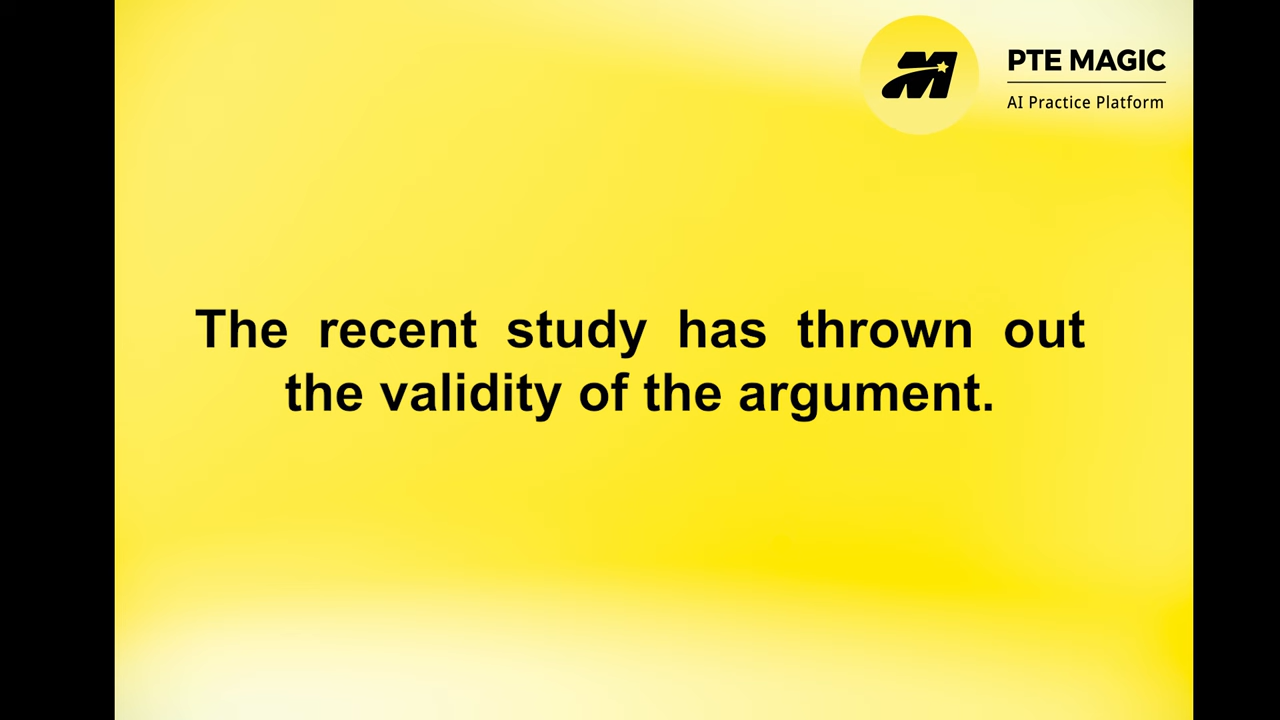 PTE MAGIC
AI Practice Platform
The recent study has thrown out
the validity of the argument.